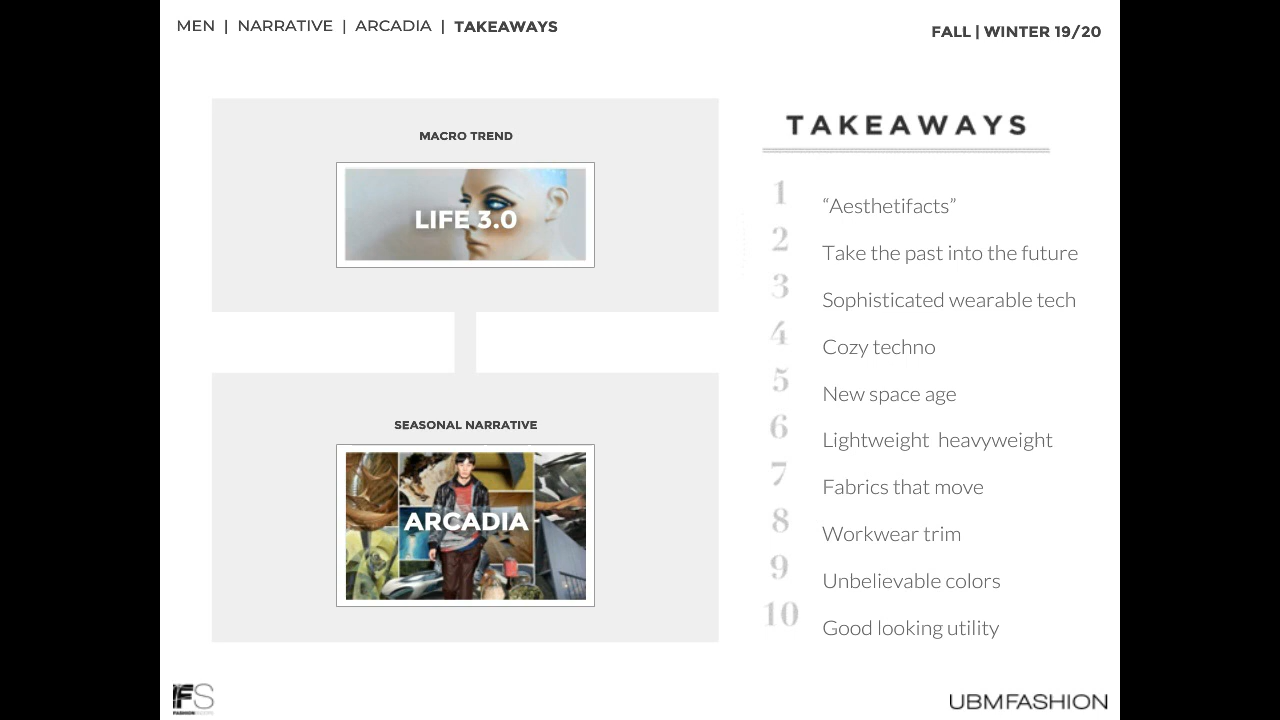 MEN | NARRATIVE | ARCADIA | TAKEAWAYS
FALL | WINTER 19/20
MACRO TREND
LIFE 3.0
SEASONAL NARRATIVE
ARCADIA
TAKEAWAYS
1 “Aesthetifacts”
2 Take the past into the future
3 Sophisticated wearable tech
4 Cozy techno
5 New space age
6 Lightweight heavyweight
7 Fabrics that move
8 Workwear trim
9 Unbelievable colors
10 Good looking utility
FS
UBMFASHION